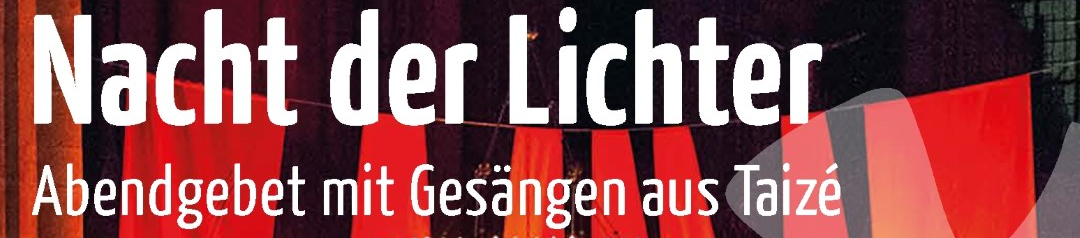 Nacht der Lichter
Abendgebet mit Gesängen aus Taizé